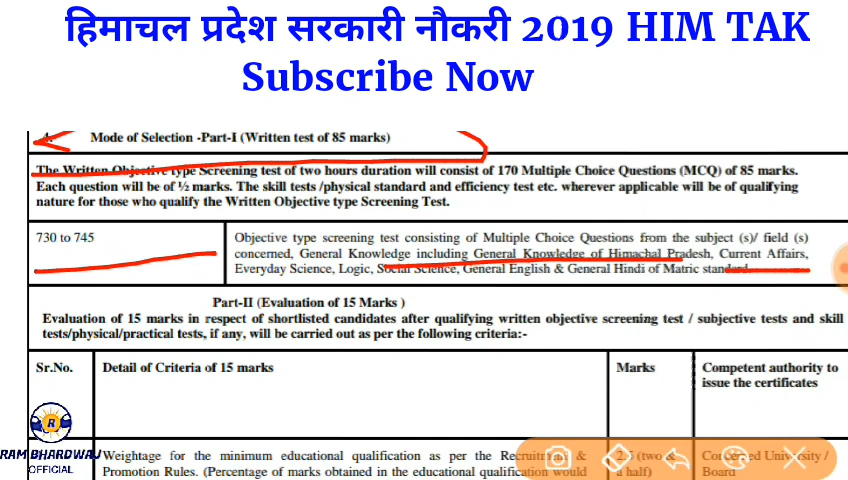 हिमाचल प्रदेश सरकारी नौकरी 2019 HIM TAK
Subscribe Now
Mode of Selection -Part-I (Written test of 85 marks)
The Written Objective type Screening test of two hours duration will consist of 170 Multiple Choice Questions (MCQ) of 85 marks.
Each question will be of ½ marks. The skill tests /physical standard and efficiency test etc. wherever applicable will be of qualifying
nature for those who qualify the Written Objective type Screening Test.
730 to 745
Objective type screening test consisting of Multiple Choice Questions from the subject (s)/ field (s)
concerned, General Knowledge including General Knowledge of Himachal Pradesh, Current Affairs,
Everyday Science, Logic, Social Science, General English & General Hindi of Matric standard.
Part-II (Evaluation of 15 Marks )
Evaluation of 15 marks in respect of shortlisted candidates after qualifying written objective screening test / subjective tests and skill
tests/physical/practical tests, if any, will be carried out as per the following criteria:-
Sr.No.
Detail of Criteria of 15 marks
Marks
Competent authority to
issue the certificates
R
RAM BHARDWAJ
OFFICIAL
Weightage for the minimum educational qualification as per the Recruitment &
Promotion Rules. (Percentage of marks obtained in the educational qualification would
2.5 (two &
a half)
Concerned University /
Board